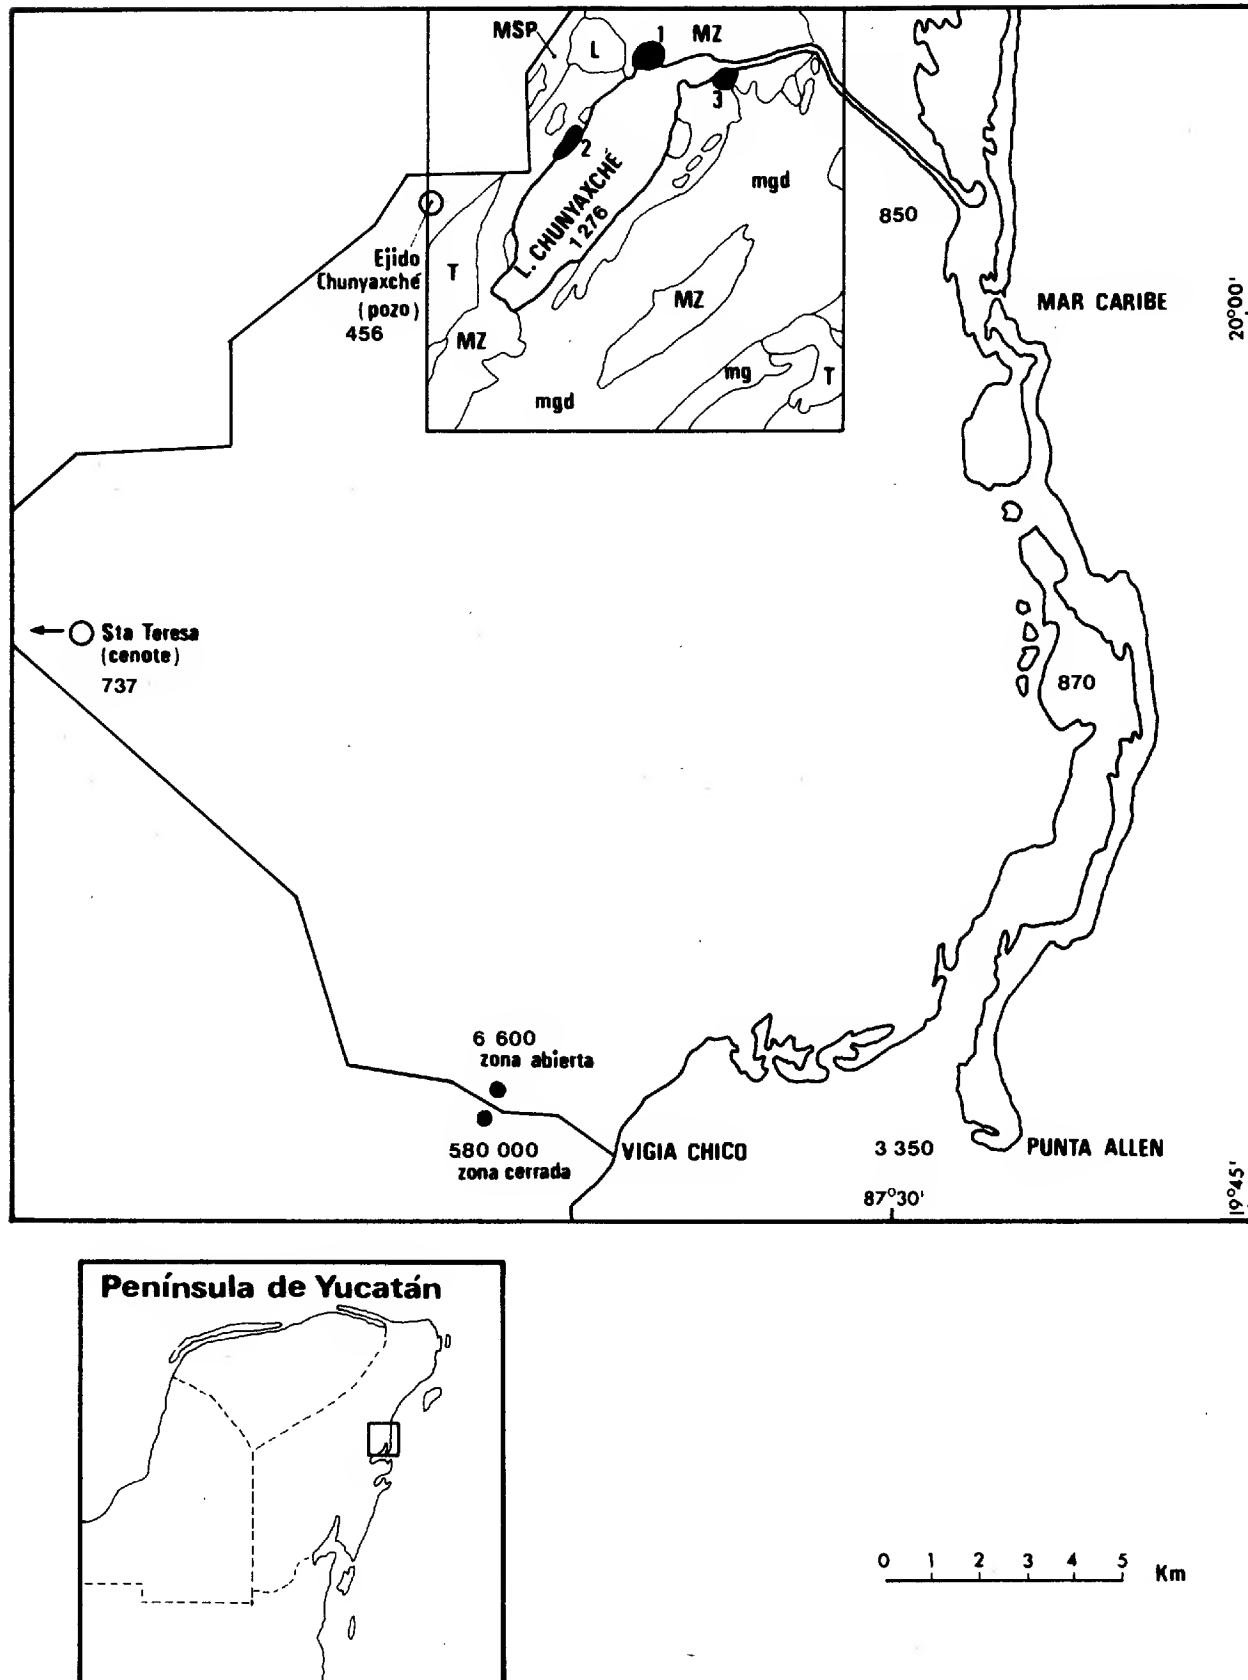 MSP
L
1
MZ
3
2
L. CHUNYAXCHÉ
1 276
mgd
850
Ejido
Chunyaxché
(pozo)
456
T
MZ
MZ
MAR CARIBE
20°00'
mg
T
mgd
Sta Teresa
(cenote)
737
870
6 600
zona abierta
580 000
zona cerrada
VIGIA CHICO
3 350
PUNTA ALLEN
87°30'
19°45'
Península de Yucatán
0 1 2 3 4 5 Km